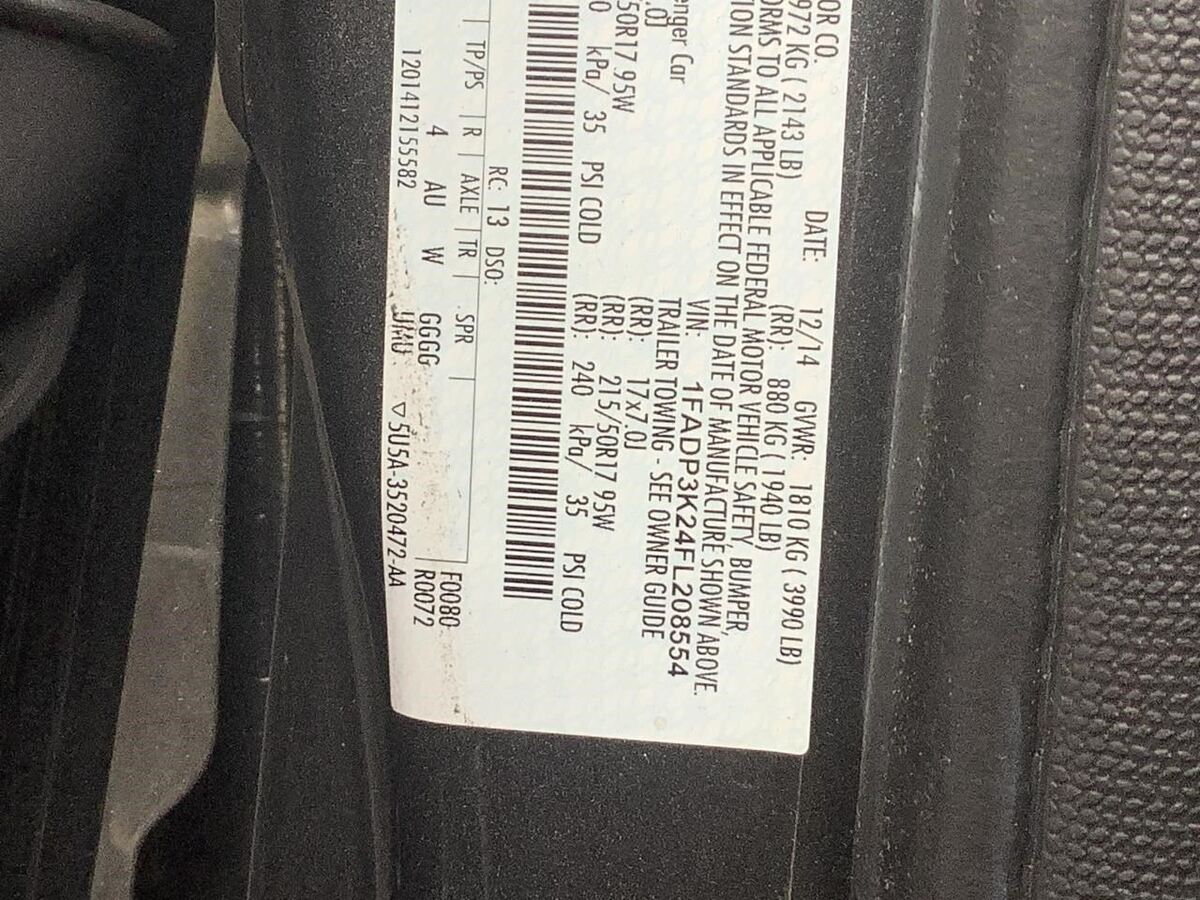 OR CO.
DATE: 12/14 GVWR: 1810 KG ( 3990 LB)
972 KG ( 2143 LB) (RR): 880 KG ( 1940 LB)
ORMS TO ALL APPLICABLE FEDERAL MOTOR VEHICLE SAFETY, BUMPER,
TION STANDARDS IN EFFECT ON THE DATE OF MANUFACTURE SHOWN ABOVE.
VIN: 1FADP3K24FL208554
enger Car TRAILER TOWING - SEE OWNER GUIDE
.0J (RR): 17x7.0J
50R17 95W (RR): 215/50R17 95W
0 kPa/ 35 PSI COLD (RR): 240 kPa/ 35 PSI COLD
RC: 13 DSO:
TP/PS | R | AXLE | TR | SPR F0080
4 AU W GGGG R0072
1201412155582 UMU ▽ 5U5A-3520472-AA